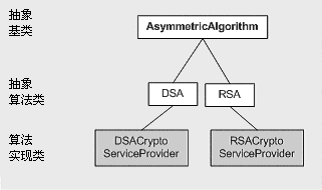 抽象
基类
AsymmetricAlgorithm
抽象
算法类
DSA
RSA
算法
实现类
DSACrypto
ServiceProvider
RSACrypto
ServiceProvider